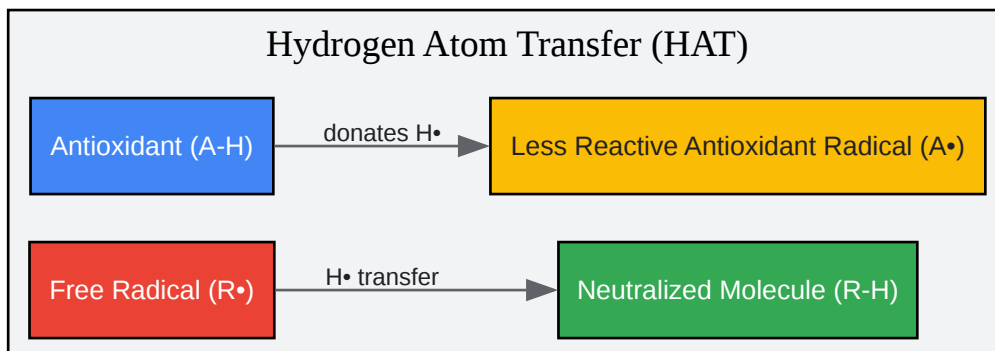 Hydrogen Atom Transfer (HAT)
Antioxidant (A-H)
donates H•
Less Reactive Antioxidant Radical (A•)
Free Radical (R•)
H• transfer
Neutralized Molecule (R-H)